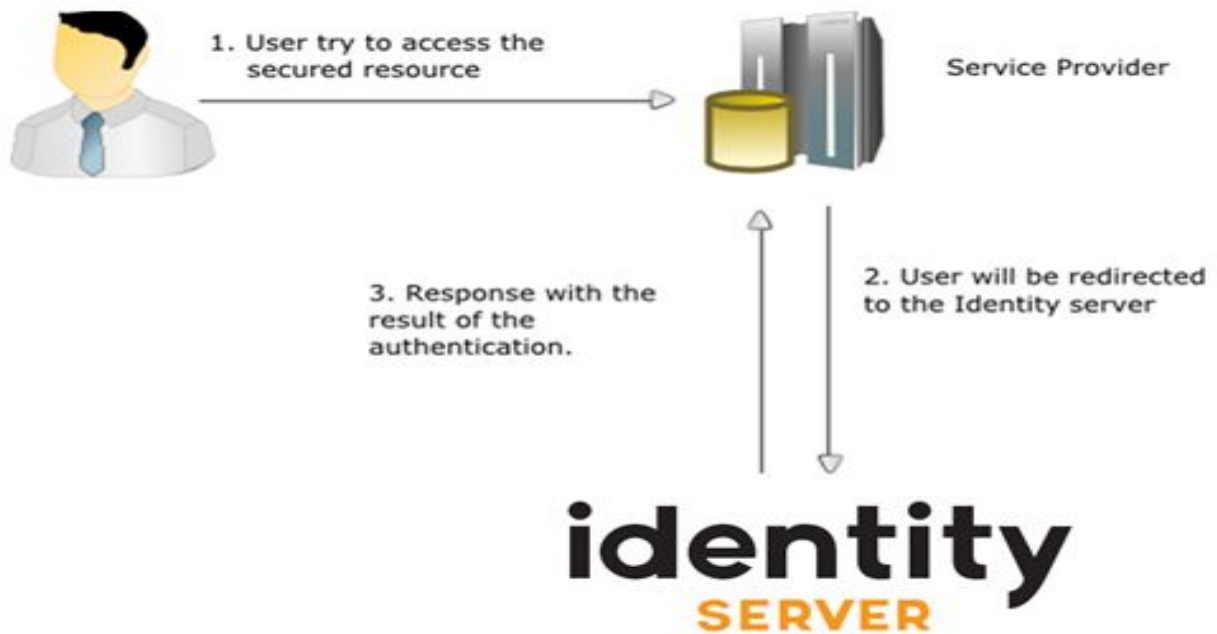 1. User try to access the
secured resource
Service Provider
3. Response with the
result of the
authentication.
2. User will be redirected
to the Identity server
identity
SERVER